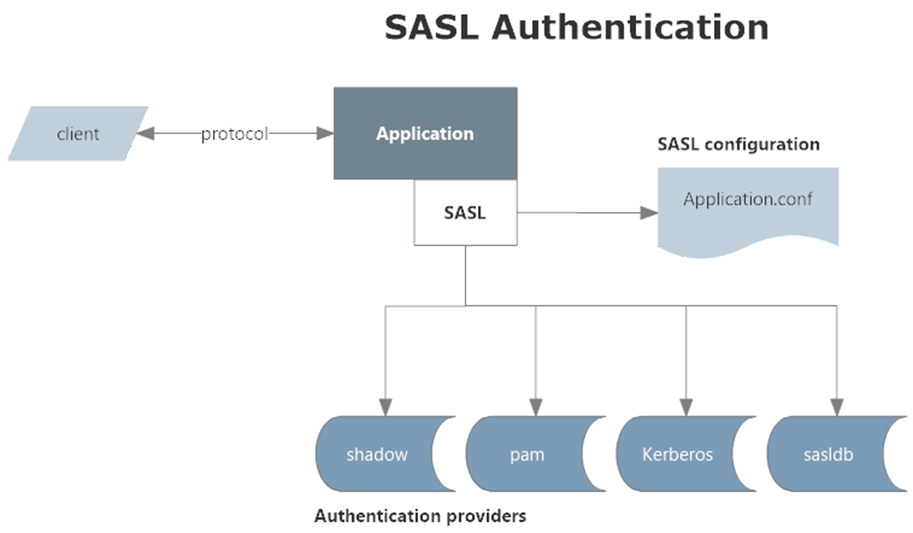 SASL Authentication
client
protocol
Application
SASL configuration
Application.conf
SASL
shadow
pam
Kerberos
sasldb
Authentication providers